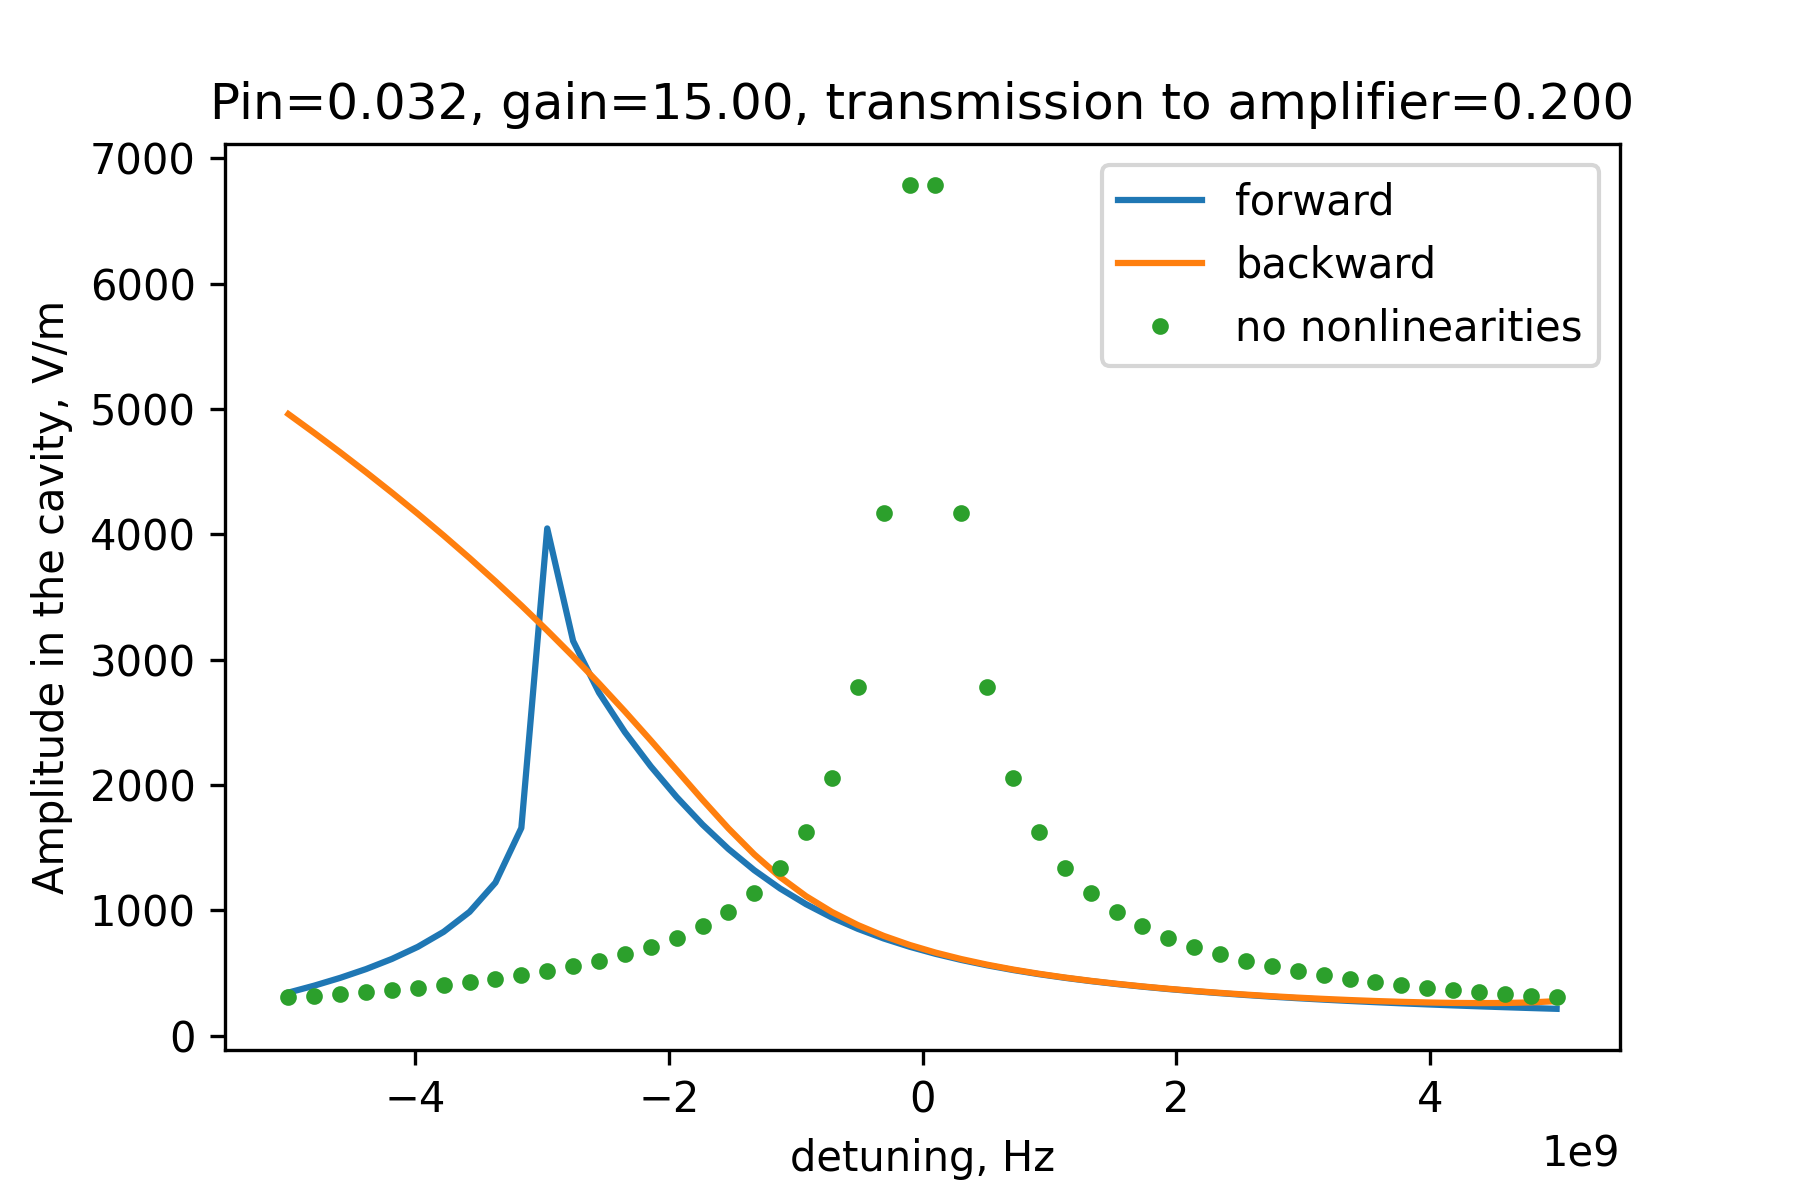 Pin=0.032, gain=15.00, transmission to amplifier=0.200
7000
6000
5000
4000
3000
2000
1000
0
Amplitude in the cavity, V/m
forward
backward
no nonlinearities
−4 −2 0 2 4
1e9
detuning, Hz